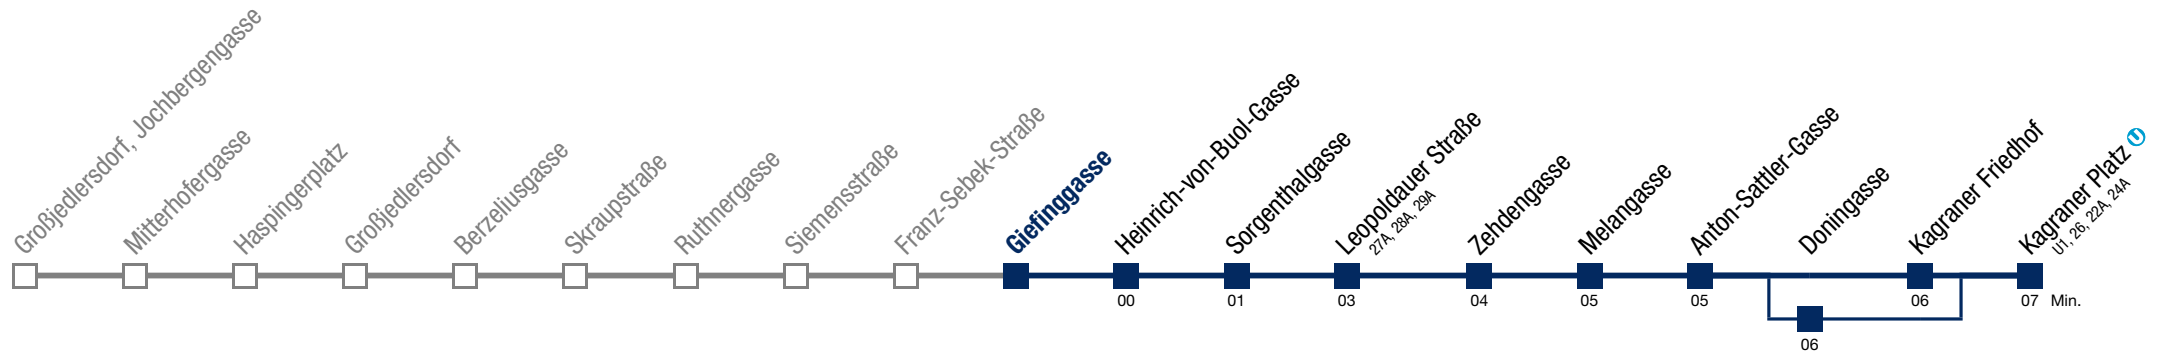 Großjedlersdorf, Jochbergengasse
Mitterhofergasse
Haspingerplatz
Großjedlersdorf
Berzeliusgasse
Skraupstraße
Ruthnergasse
Siemensstraße
Franz-Sebek-Straße
Giefinggasse
Heinrich-von-Buol-Gasse
Sorgenthalgasse
Leopoldauer Straße
27A, 28A, 29A
Zehdengasse
Melangasse
Anton-Sattler-Gasse
Doningasse
Kagraner Friedhof
Kagraner Platz U
U1, 26, 22A, 24A
00 01 03 04 05 05 06 07 Min.
06